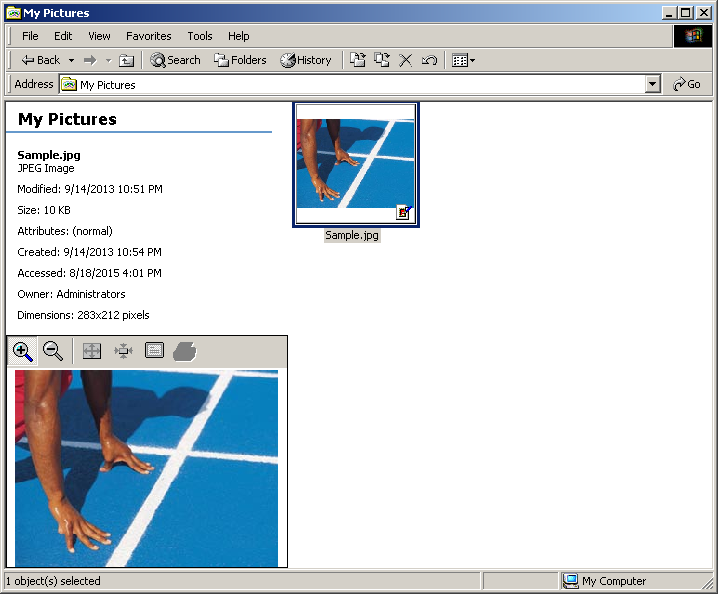 My Pictures
File Edit View Favorites Tools Help
Back Search Folders History
Address My Pictures Go
My Pictures
Sample.jpg
JPEG Image
Modified: 9/14/2013 10:51 PM
Size: 10 KB
Attributes: (normal)
Created: 9/14/2013 10:54 PM
Accessed: 8/18/2015 4:01 PM
Owner: Administrators
Dimensions: 283x212 pixels
Sample.jpg
1 object(s) selected
My Computer